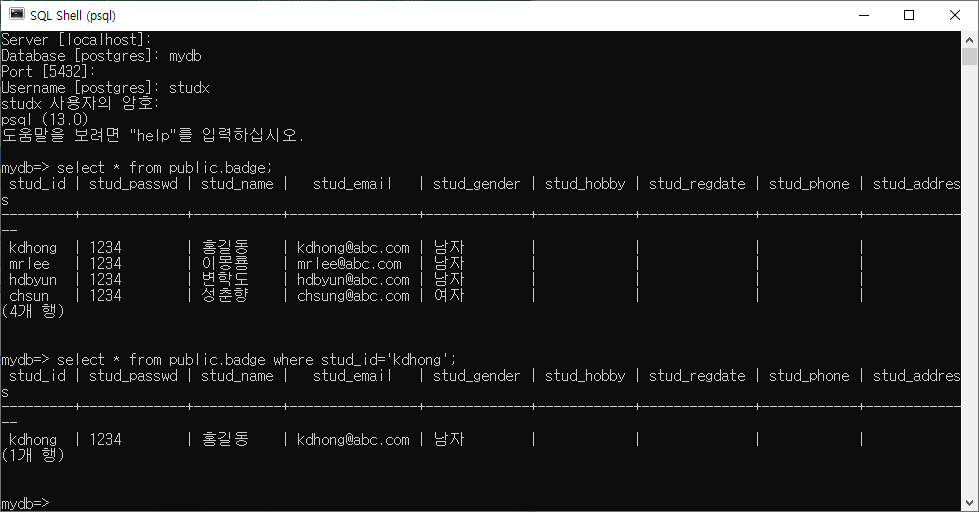 SQL Shell (psql)
Server [localhost]:
Database [postgres]: mydb
Port [5432]:
Username [postgres]: studx
studx 사용자의 암호:
psql (13.0)
도움말을 보려면 "help"를 입력하십시오.
mydb=> select * from public.badge;
 stud_id | stud_passwd | stud_name |   stud_email   | stud_gender | stud_hobby | stud_regdate | stud_phone | stud_addres
s
---------+-------------+-----------+----------------+-------------+------------+--------------+------------+------------
--
 kdhong  | 1234        | 홍길동    | kdhong@abc.com | 남자        |            |              |            |
 mrlee   | 1234        | 이몽룡    | mrlee@abc.com  | 남자        |            |              |            |
 hdbyun  | 1234        | 변학도    | hdbyun@abc.com | 남자        |            |              |            |
 chsun   | 1234        | 성춘향    | chsung@abc.com | 여자        |            |              |            |
(4개 행)
mydb=> select * from public.badge where stud_id='kdhong';
 stud_id | stud_passwd | stud_name |   stud_email   | stud_gender | stud_hobby | stud_regdate | stud_phone | stud_addres
s
---------+-------------+-----------+----------------+-------------+------------+--------------+------------+------------
--
 kdhong  | 1234        | 홍길동    | kdhong@abc.com | 남자        |            |              |            |
(1개 행)
mydb=>